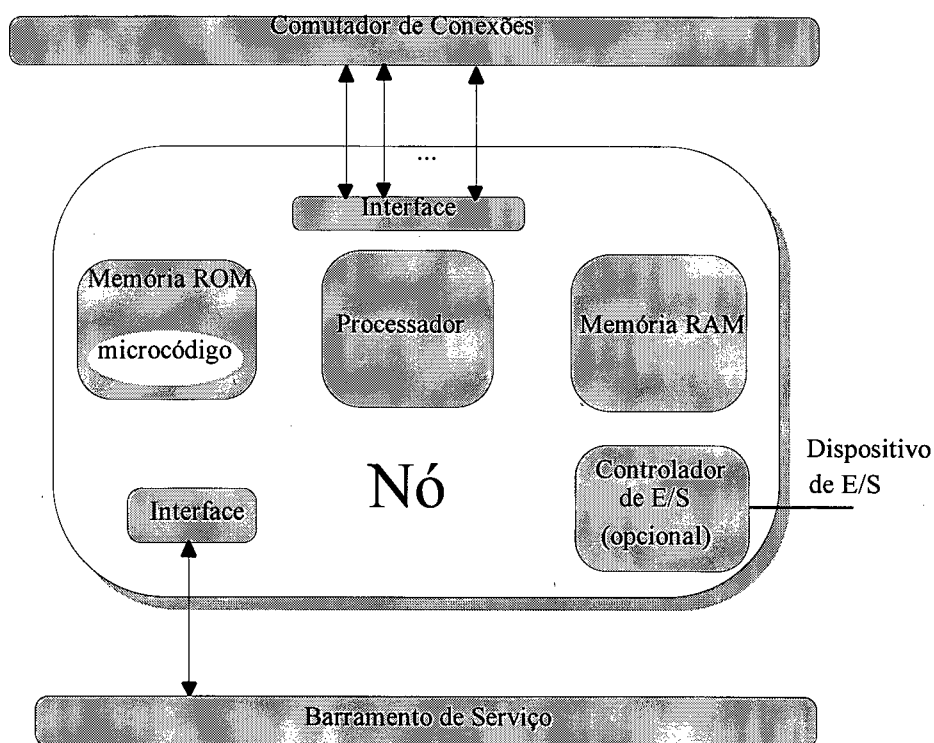 Comutador de Conexões
...
Interface
Memória ROM
microcódigo
Processador
Memória RAM
Nó
Interface
Controlador
de E/S
(opcional)
Dispositivo
de E/S
Barramento de Serviço